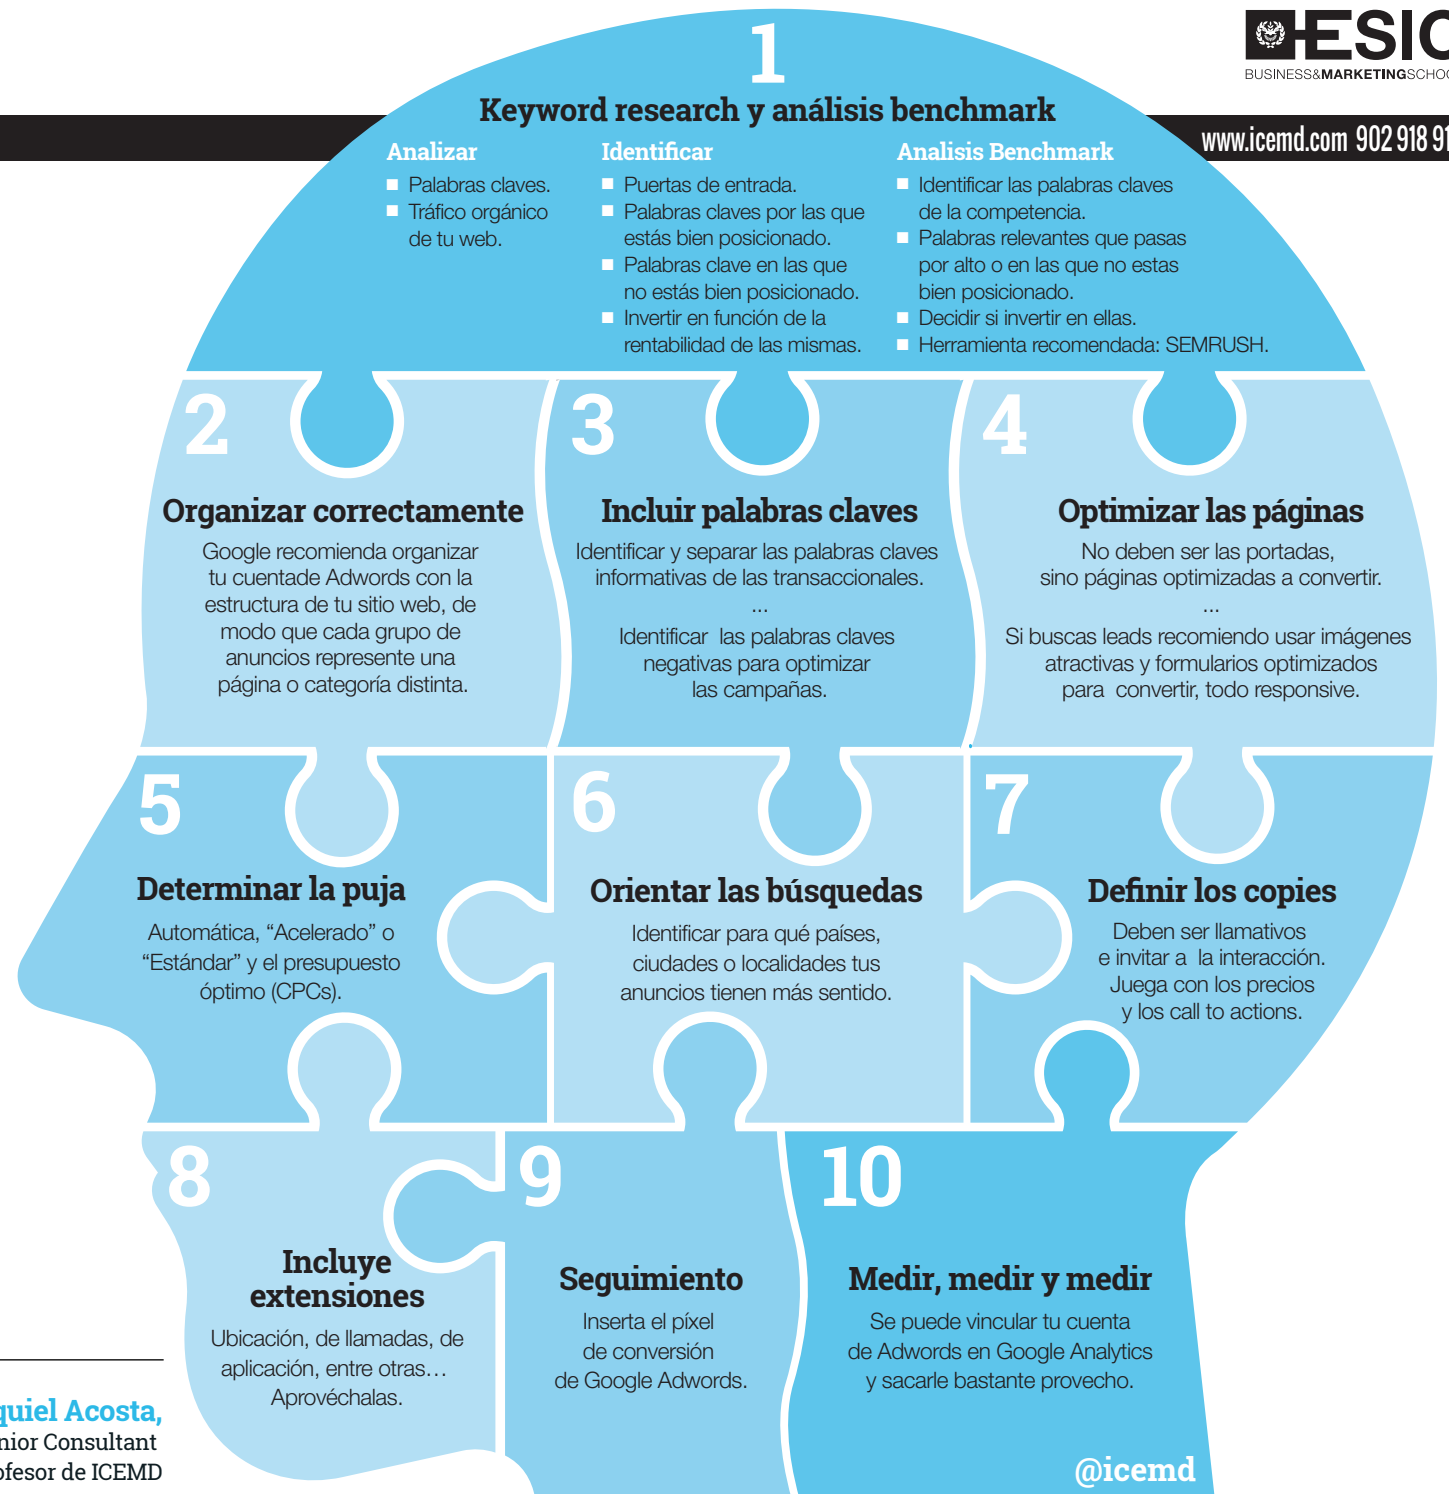 ESIC
BUSINESS&MARKETINGSCHOO
www.icemd.com 902 918 91
1
Keyword research y análisis benchmark
Analizar
Palabras claves.
Tráfico orgánico
de tu web.
Identificar
Puertas de entrada.
Palabras claves por las que
estás bien posicionado.
Palabras clave en las que
no estás bien posicionado.
Invertir en función de la
rentabilidad de las mismas.
Analisis Benchmark
Identificar las palabras claves
de la competencia.
Palabras relevantes que pasas
por alto o en las que no estas
bien posicionado.
Decidir si invertir en ellas.
Herramienta recomendada: SEMRUSH.
2
Organizar correctamente
Google recomienda organizar
tu cuentade Adwords con la
estructura de tu sitio web, de
modo que cada grupo de
anuncios represente una
página o categoría distinta.
3
Incluir palabras claves
Identificar y separar las palabras claves
informativas de las transaccionales.
...
Identificar las palabras claves
negativas para optimizar
las campañas.
4
Optimizar las páginas
No deben ser las portadas,
sino páginas optimizadas a convertir.
...
Si buscas leads recomiendo usar imágenes
atractivas y formularios optimizados
para convertir, todo responsive.
5
Determinar la puja
Automática, “Acelerado” o
“Estándar” y el presupuesto
óptimo (CPCs).
6
Orientar las búsquedas
Identificar para qué países,
ciudades o localidades tus
anuncios tienen más sentido.
7
Definir los copies
Deben ser llamativos
e invitar a la interacción.
Juega con los precios
y los call to actions.
8
Incluye
extensiones
Ubicación, de llamadas, de
aplicación, entre otras…
Aprovéchalas.
9
Seguimiento
Inserta el píxel
de conversión
de Google Adwords.
10
Medir, medir y medir
Se puede vincular tu cuenta
de Adwords en Google Analytics
y sacarle bastante provecho.
quiel Acosta,
nior Consultant
ofesor de ICEMD
@icemd